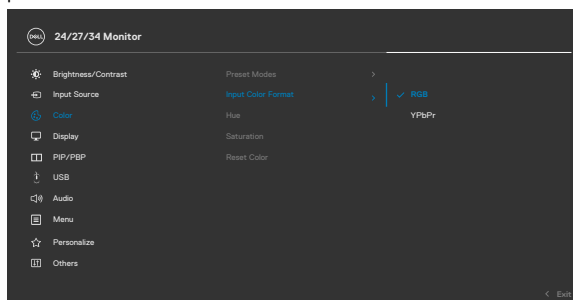 DELL 24/27/34 Monitor
Brightness/Contrast Preset Modes >
Input Source Input Color Format > ✓ RGB
Color Hue YPbPr
Display Saturation
PIP/PBP Reset Color
USB
Audio
Menu
Personalize
Others
< Exit